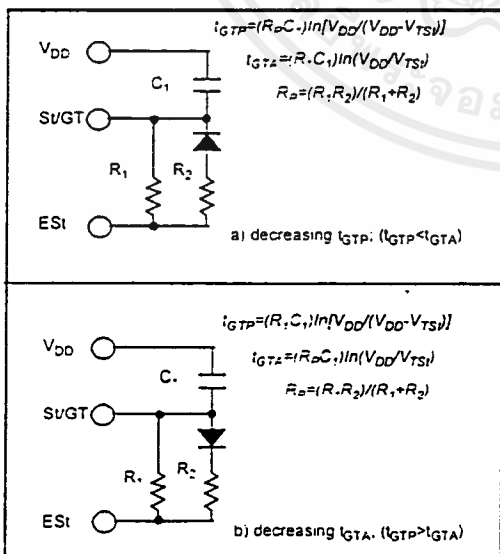 t_GTP=(R_PC_1)ln[V_DD/(V_DD-V_TSt)]
V_DD
t_GTA=(R_1C_1)ln(V_DD/V_TSt)
C_1
R_P=(R_1R_2)/(R_1+R_2)
St/GT
R_1
R_2
ESt
a) decreasing t_GTP; (t_GTP<t_GTA)
t_GTP=(R_1C_1)ln[V_DD/(V_DD-V_TSt)]
V_DD
t_GTA=(R_PC_1)ln(V_DD/V_TSt)
C_1
R_P=(R_1R_2)/(R_1+R_2)
St/GT
R_1
R_2
ESt
b) decreasing t_GTA. (t_GTP>t_GTA)